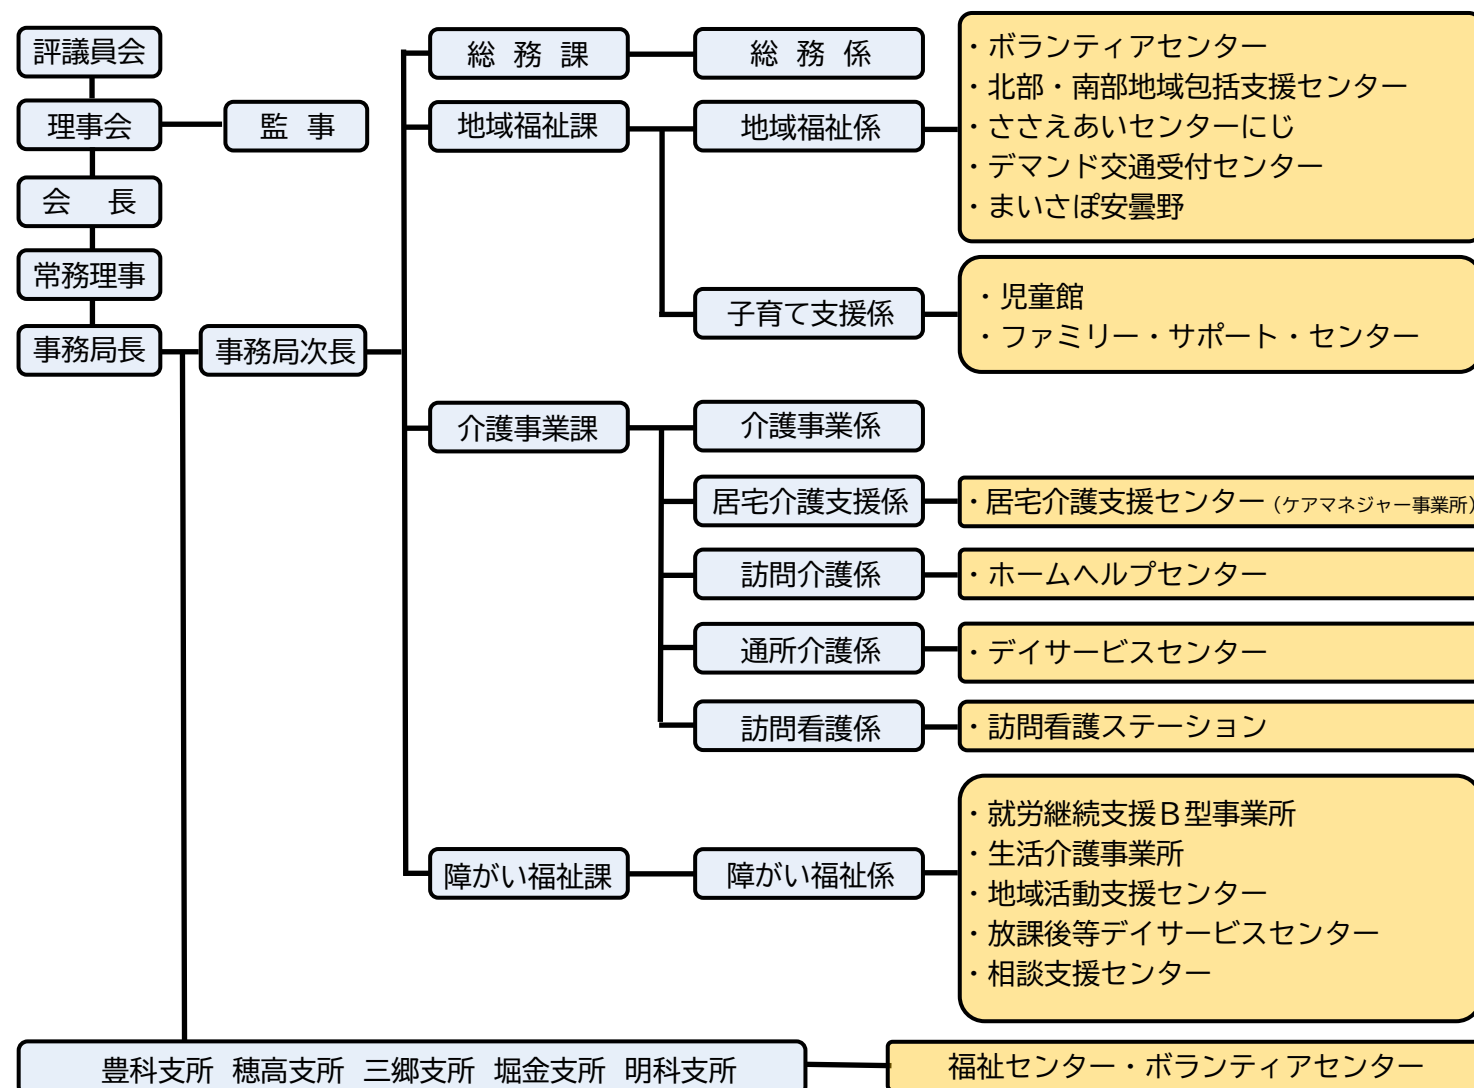 評議員会
理事会
監 事
会 長
常務理事
事務局長
事務局次長
総 務 課
総 務 係
地域福祉課
地域福祉係
・ボランティアセンター
・北部・南部地域包括支援センター
・ささえあいセンターにじ
・デマンド交通受付センター
・まいさぽ安曇野
子育て支援係
・児童館
・ファミリー・サポート・センター
介護事業課
介護事業係
居宅介護支援係
・居宅介護支援センター（ケアマネジャー事業所）
訪問介護係
・ホームヘルプセンター
通所介護係
・デイサービスセンター
訪問看護係
・訪問看護ステーション
障がい福祉課
障がい福祉係
・就労継続支援Ｂ型事業所
・生活介護事業所
・地域活動支援センター
・放課後等デイサービスセンター
・相談支援センター
豊科支所 穂高支所 三郷支所 堀金支所 明科支所
福祉センター・ボランティアセンター